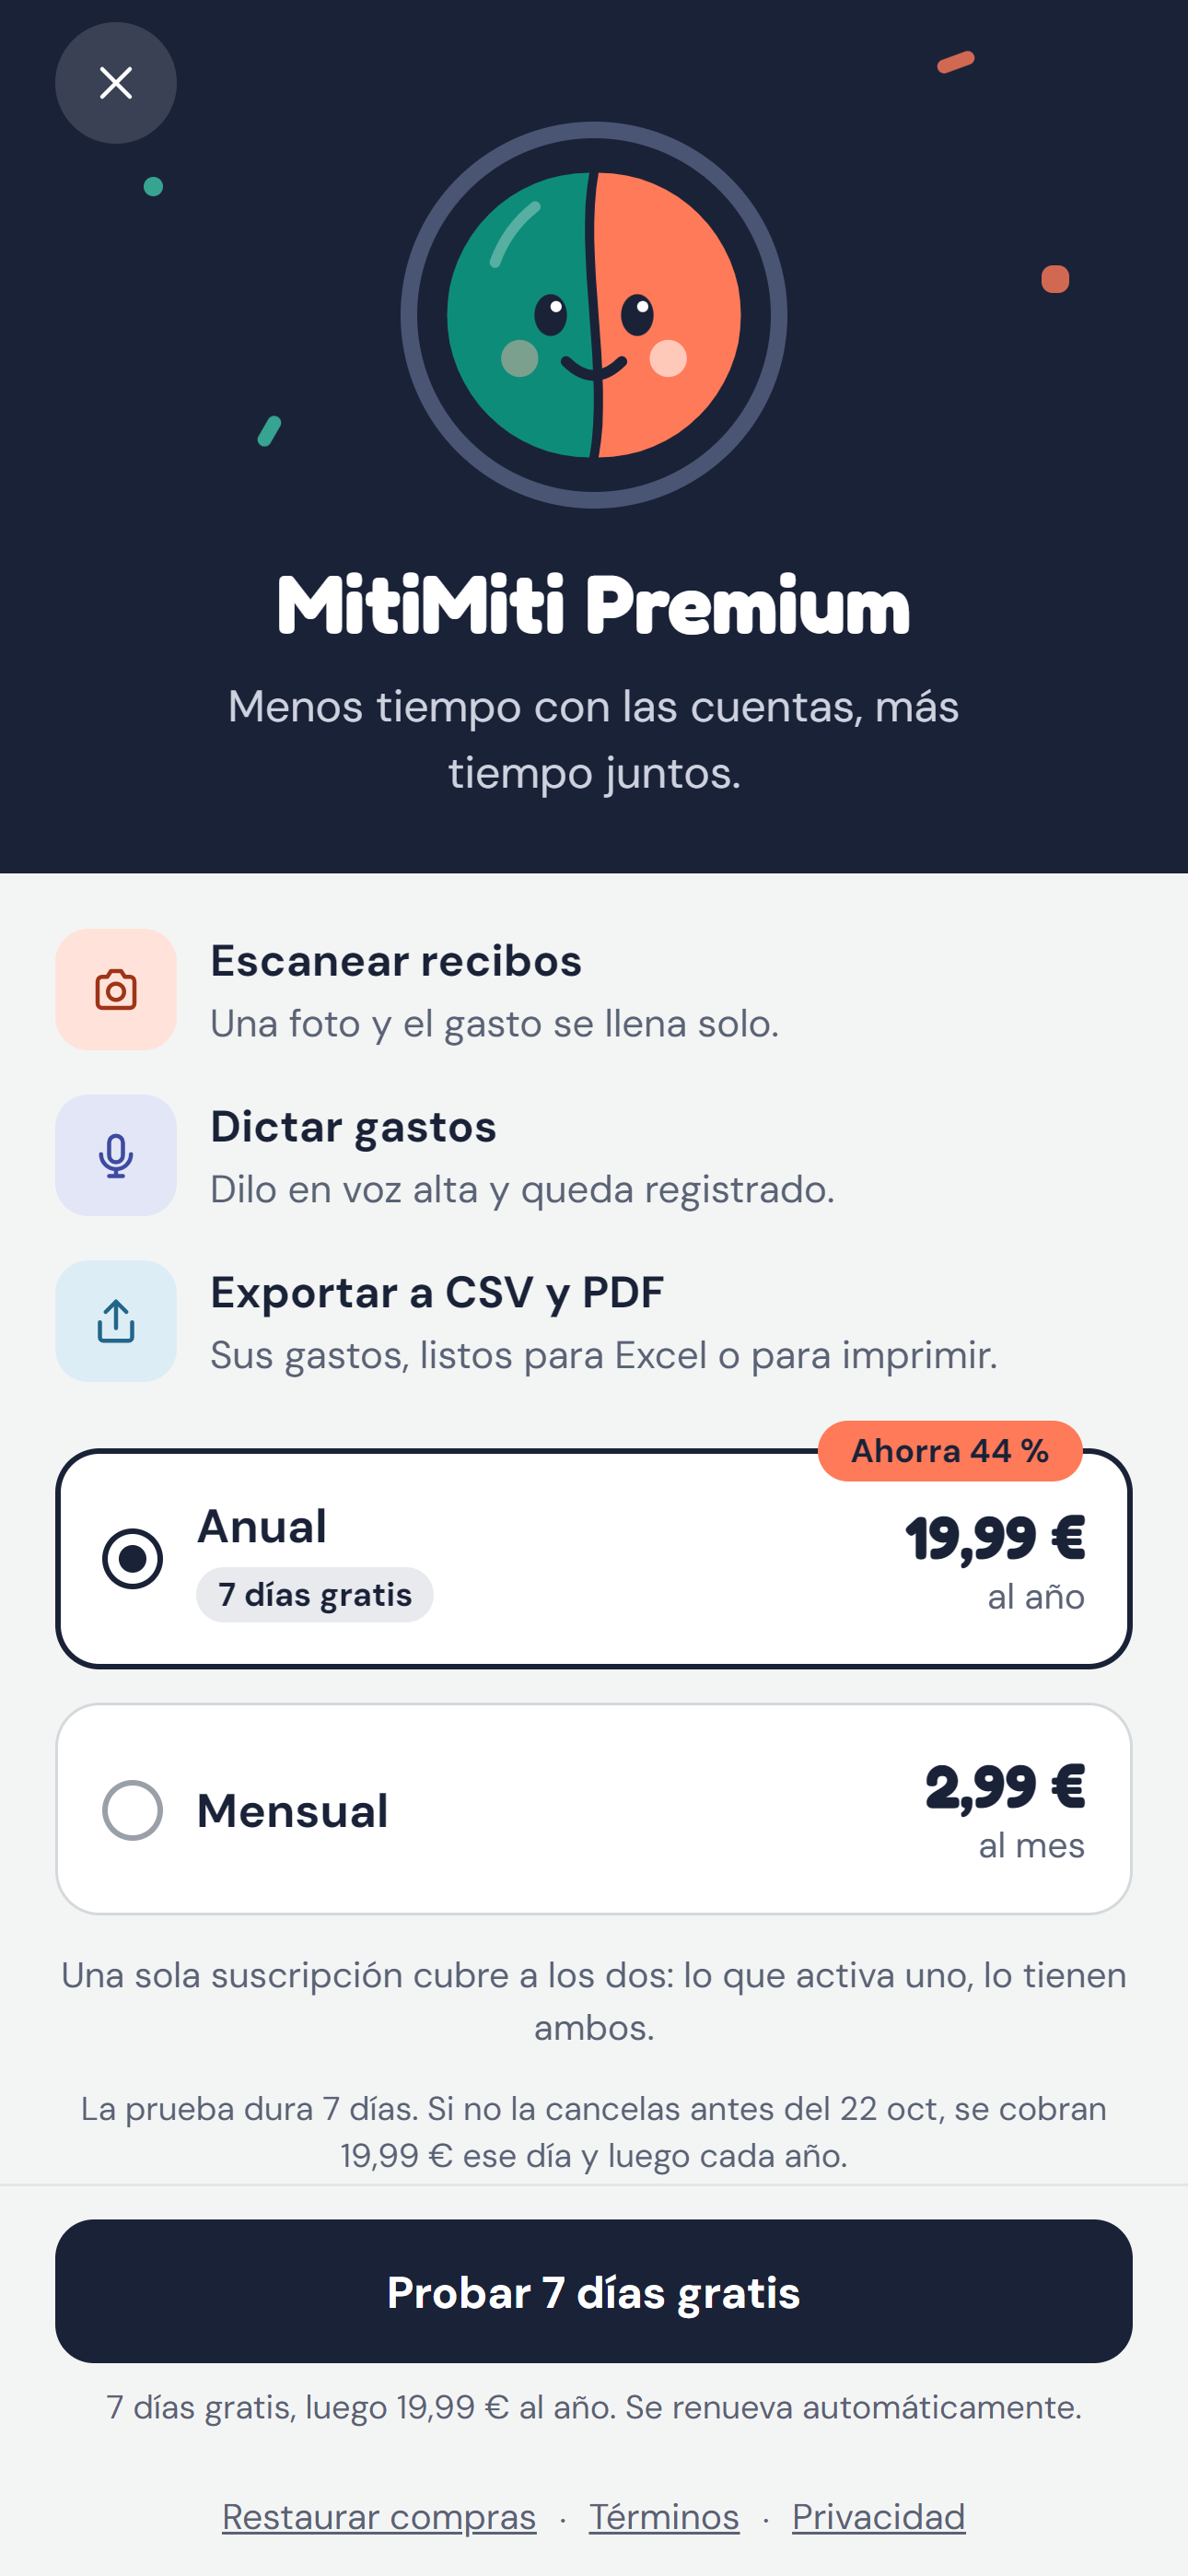 MitiMiti Premium
Menos tiempo con las cuentas, más
tiempo juntos.
Escanear recibos
Una foto y el gasto se llena solo.
Dictar gastos
Dilo en voz alta y queda registrado.
Exportar a CSV y PDF
Sus gastos, listos para Excel o para imprimir.
Ahorra 44 %
Anual
7 días gratis
19,99 €
al año
Mensual
2,99 €
al mes
Una sola suscripción cubre a los dos: lo que activa uno, lo tienen
ambos.
La prueba dura 7 días. Si no la cancelas antes del 22 oct, se cobran
19,99 € ese día y luego cada año.
Probar 7 días gratis
7 días gratis, luego 19,99 € al año. Se renueva automáticamente.
Restaurar compras · Términos · Privacidad